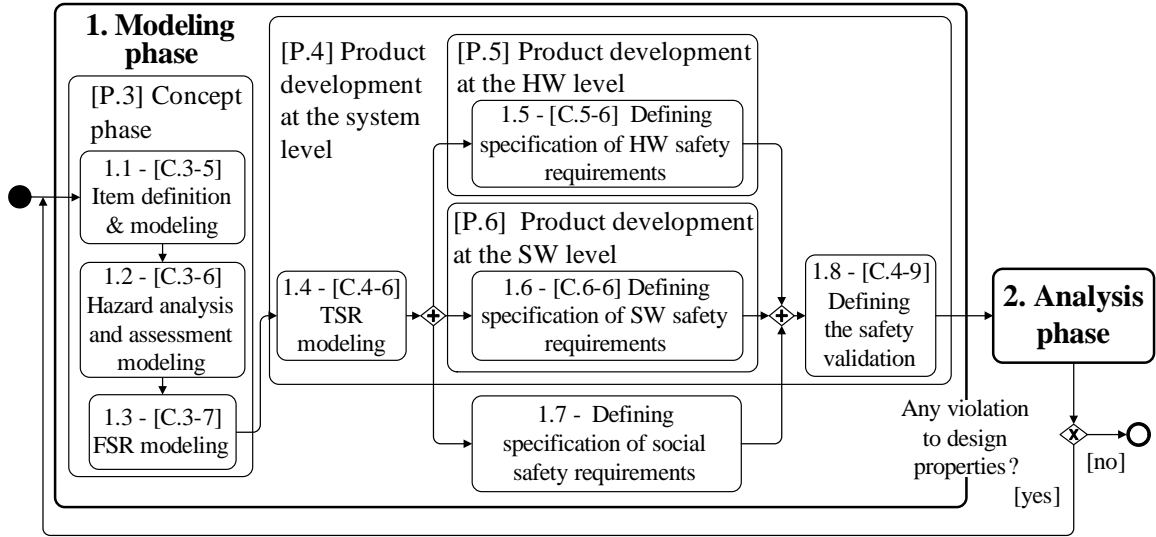 1. Modeling
phase
[P.3] Concept
phase
1.1 - [C.3-5]
Item definition
& modeling
1.2 - [C.3-6]
Hazard analysis
and assessment
modeling
1.3 - [C.3-7]
FSR modeling
[P.4] Product
development
at the system
level
1.4 - [C.4-6]
TSR
modeling
[P.5] Product development
at the HW level
1.5 - [C.5-6] Defining
specification of HW safety
requirements
[P.6] Product development
at the SW level
1.6 - [C.6-6] Defining
specification of SW safety
requirements
1.7 - Defining
specification of social
safety requirements
1.8 - [C.4-9]
Defining
the safety
validation
2. Analysis
phase
Any violation
to design
properties?
[no]
[yes]